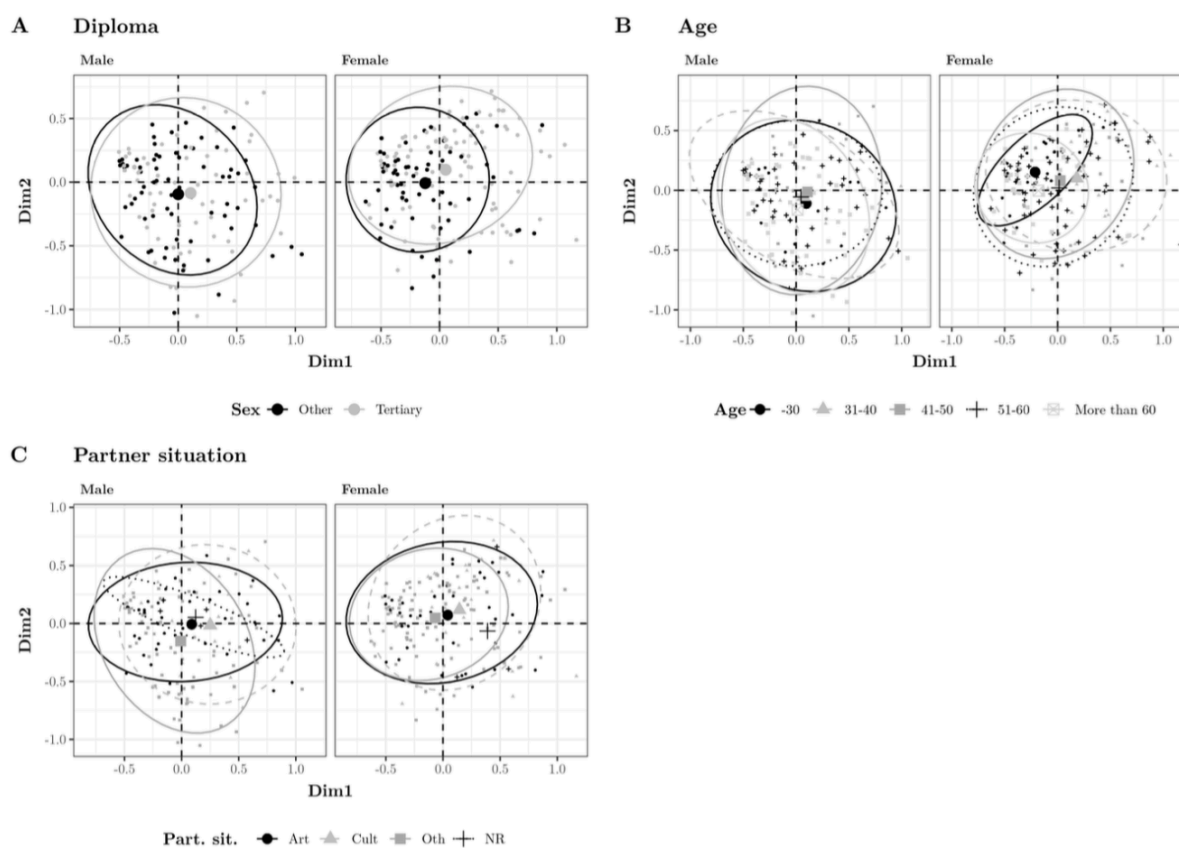 A Diploma
Male Female
0.5
0.0
-0.5
-1.0
Dim2
-0.5 0.0 0.5 1.0 -0.5 0.0 0.5 1.0
Dim1
Sex Other Tertiary
B Age
Male Female
0.5
0.0
-0.5
-1.0
Dim2
-1.0 -0.5 0.0 0.5 1.0 -1.0 -0.5 0.0 0.5 1.0
Dim1
Age -30 31-40 41-50 51-60 More than 60
C Partner situation
Male Female
1.0
0.5
0.0
-0.5
-1.0
Dim2
-0.5 0.0 0.5 1.0 -0.5 0.0 0.5 1.0
Dim1
Part. sit. Art Cult Oth NR